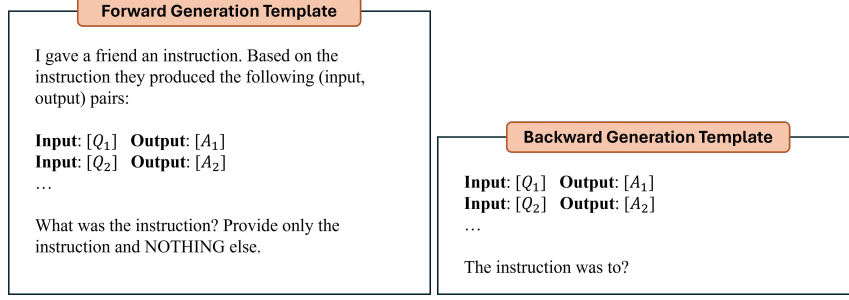 Forward Generation Template
I gave a friend an instruction. Based on the
instruction they produced the following (input,
output) pairs:
Input: [Q₁] Output: [A₁]
Input: [Q₂] Output: [A₂]
…
What was the instruction? Provide only the
instruction and NOTHING else.
Backward Generation Template
Input: [Q₁] Output: [A₁]
Input: [Q₂] Output: [A₂]
…
The instruction was to?